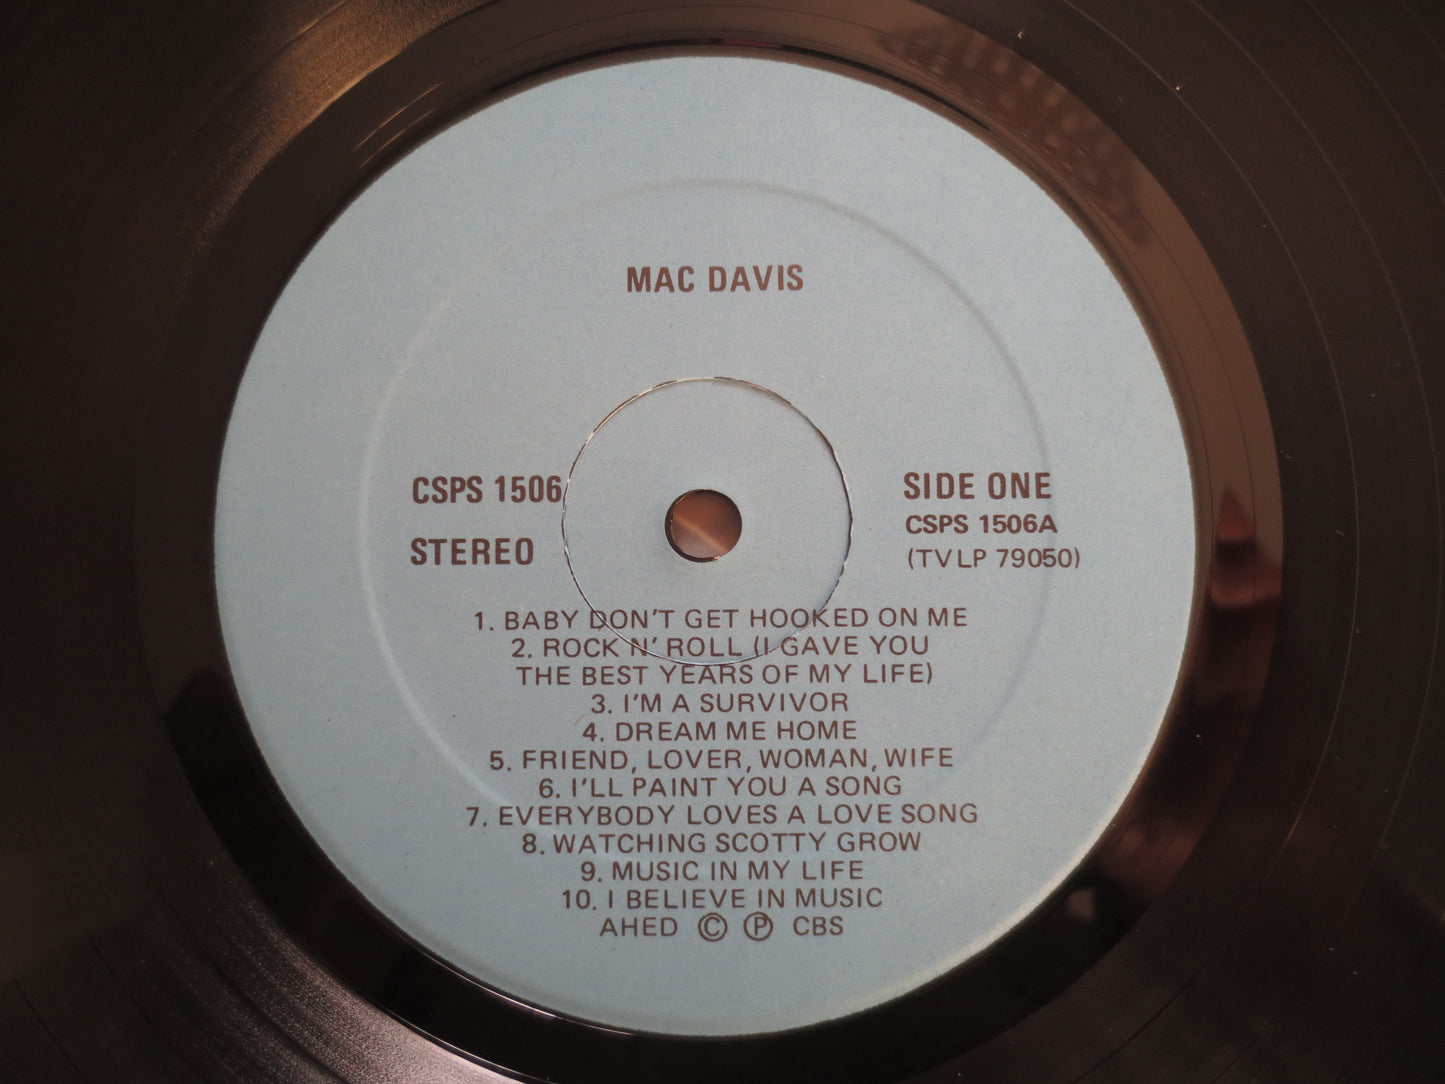 MAC DAVIS
CSPS 1506
STEREO
SIDE ONE
CSPS 1506A
(TVLP 79050)
1. BABY DON'T GET HOOKED ON ME
2. ROCK N' ROLL (I GAVE YOU
THE BEST YEARS OF MY LIFE)
3. I'M A SURVIVOR
4. DREAM ME HOME
5. FRIEND, LOVER, WOMAN, WIFE
6. I'LL PAINT YOU A SONG
7. EVERYBODY LOVES A LOVE SONG
8. WATCHING SCOTTY GROW
9. MUSIC IN MY LIFE
10. I BELIEVE IN MUSIC
AHED © ℗ CBS